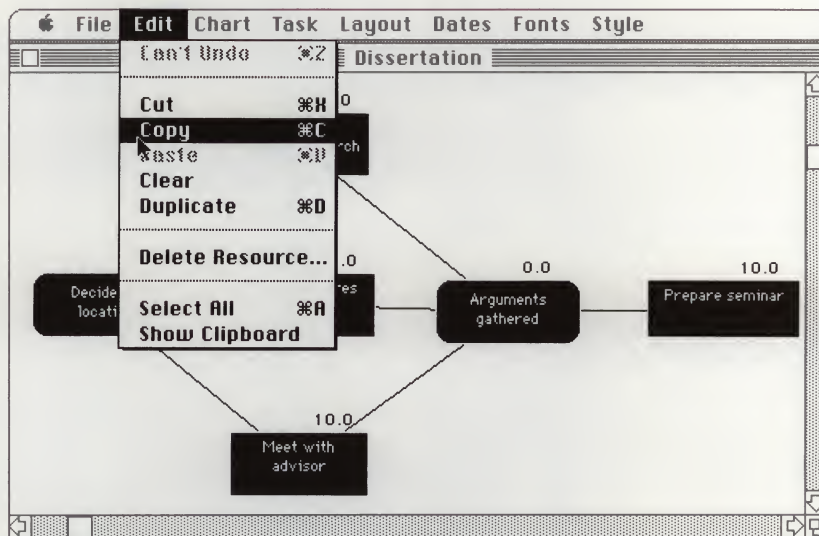 File Edit Chart Task Layout Dates Fonts Style
Dissertation
Can't Undo ⌘Z
Cut ⌘X
Copy ⌘C
Paste ⌘V
Clear
Duplicate ⌘D
Delete Resource...
Select All ⌘A
Show Clipboard
0
rch
.0
res
Decide
locati
0.0
Arguments
gathered
10.0
Prepare seminar
10.0
Meet with
advisor